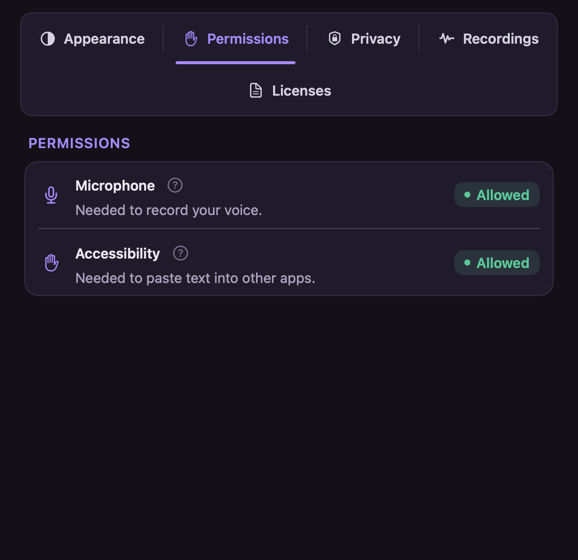 Appearance
Permissions
Privacy
Recordings
Licenses
PERMISSIONS
Microphone ?
Needed to record your voice.
Allowed
Accessibility ?
Needed to paste text into other apps.
Allowed